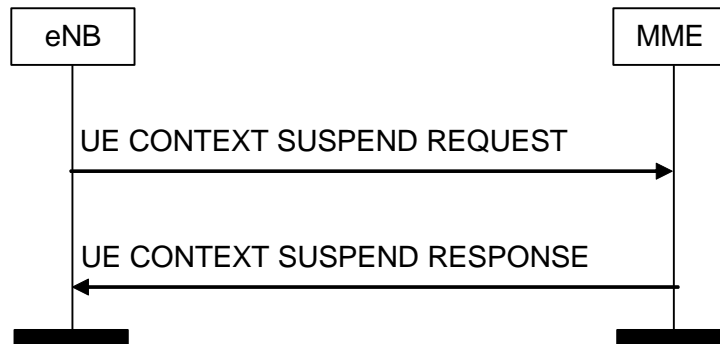 eNB
MME
UE CONTEXT SUSPEND REQUEST
UE CONTEXT SUSPEND RESPONSE